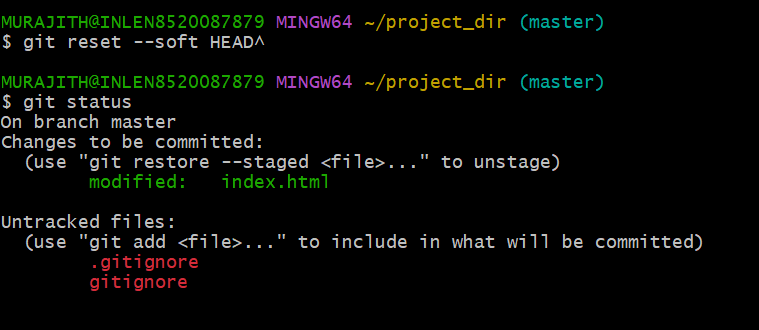 MURAJITH@INLEN8520087879 MINGW64 ~/project_dir (master)
$ git reset --soft HEAD^
MURAJITH@INLEN8520087879 MINGW64 ~/project_dir (master)
$ git status
On branch master
Changes to be committed:
  (use "git restore --staged <file>..." to unstage)
        modified:   index.html
Untracked files:
  (use "git add <file>..." to include in what will be committed)
        .gitignore
        gitignore